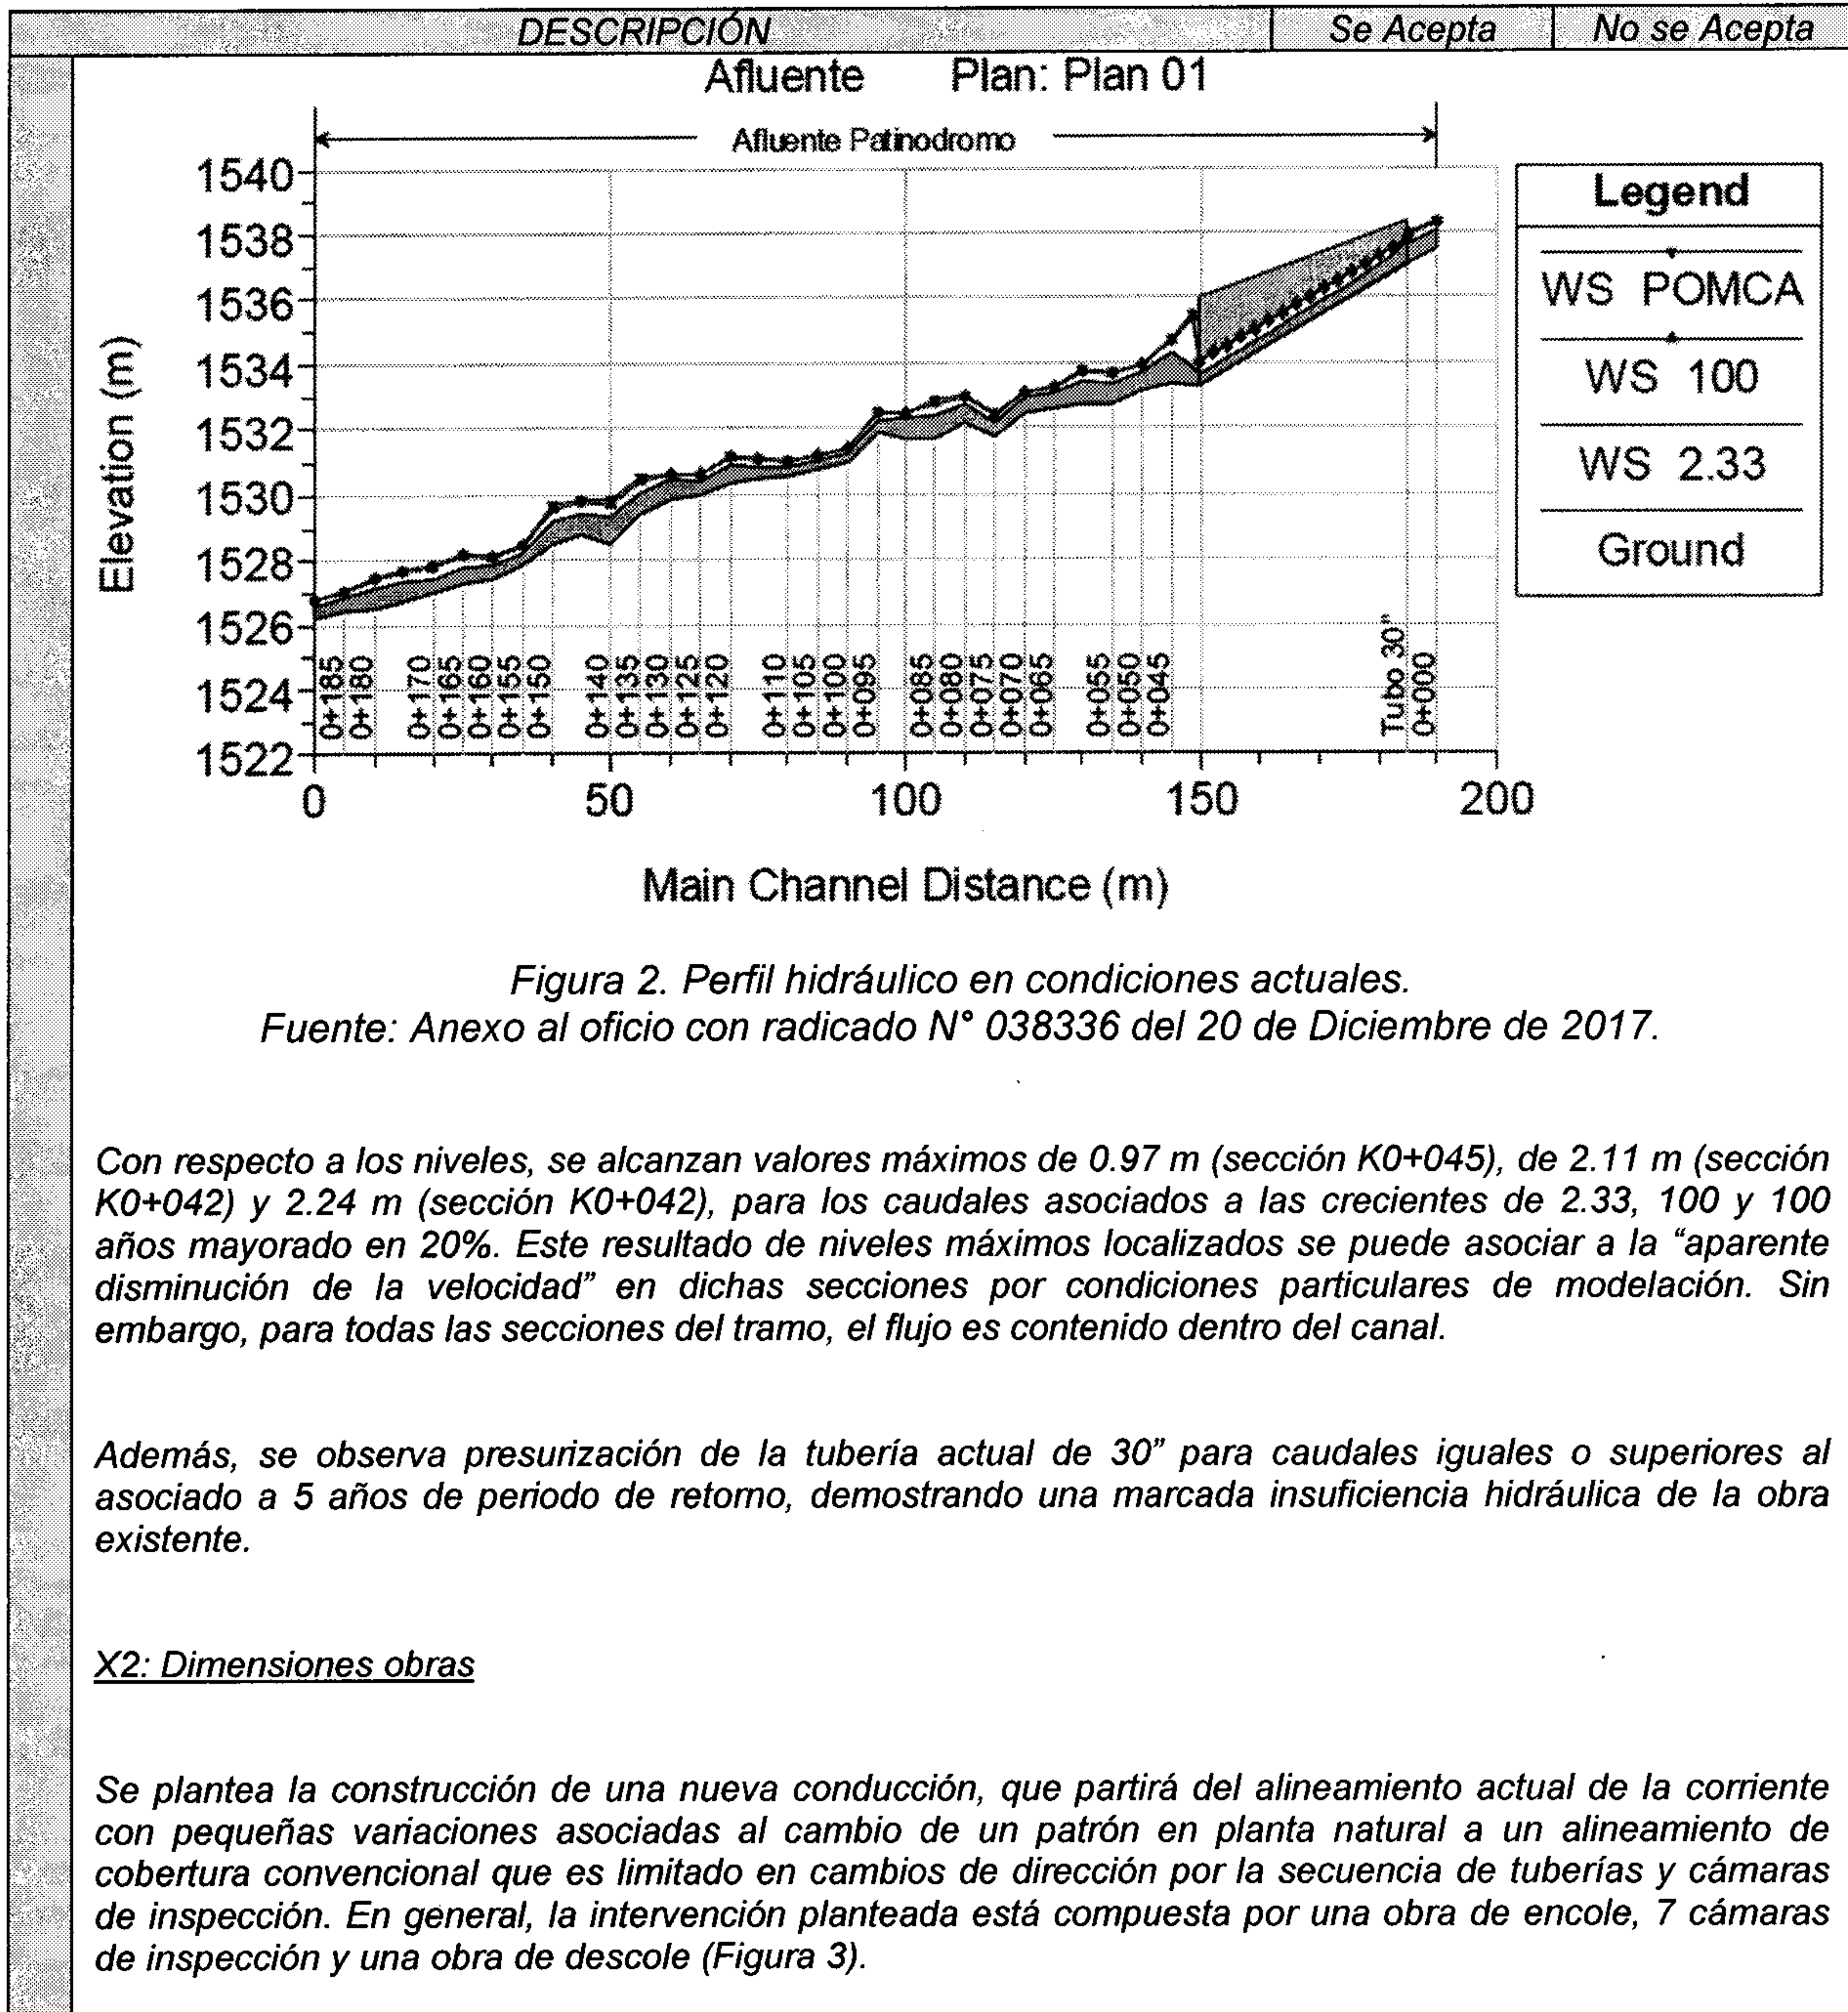 DESCRIPCIÓN Se Acepta No se Acepta
Afluente Plan: Plan 01
Afluente Patinodromo
Elevation (m)
1540
1538
1536
1534
1532
1530
1528
1526
1524
1522
0+185 0+180 0+170 0+165 0+160 0+155 0+150 0+140 0+135 0+130 0+125 0+120 0+110 0+105 0+100 0+095 0+085 0+080 0+075 0+070 0+065 0+055 0+050 0+045 Tubo 30" 0+000
0 50 100 150 200
Main Channel Distance (m)
Legend
WS POMCA
WS 100
WS 2.33
Ground
Figura 2. Perfil hidráulico en condiciones actuales.
Fuente: Anexo al oficio con radicado N° 038336 del 20 de Diciembre de 2017.
Con respecto a los niveles, se alcanzan valores máximos de 0.97 m (sección K0+045), de 2.11 m (sección
K0+042) y 2.24 m (sección K0+042), para los caudales asociados a las crecientes de 2.33, 100 y 100
años mayorado en 20%. Este resultado de niveles máximos localizados se puede asociar a la “aparente
disminución de la velocidad” en dichas secciones por condiciones particulares de modelación. Sin
embargo, para todas las secciones del tramo, el flujo es contenido dentro del canal.
Además, se observa presurización de la tubería actual de 30” para caudales iguales o superiores al
asociado a 5 años de periodo de retorno, demostrando una marcada insuficiencia hidráulica de la obra
existente.
X2: Dimensiones obras
Se plantea la construcción de una nueva conducción, que partirá del alineamiento actual de la corriente
con pequeñas variaciones asociadas al cambio de un patrón en planta natural a un alineamiento de
cobertura convencional que es limitado en cambios de dirección por la secuencia de tuberías y cámaras
de inspección. En general, la intervención planteada está compuesta por una obra de encole, 7 cámaras
de inspección y una obra de descole (Figura 3).